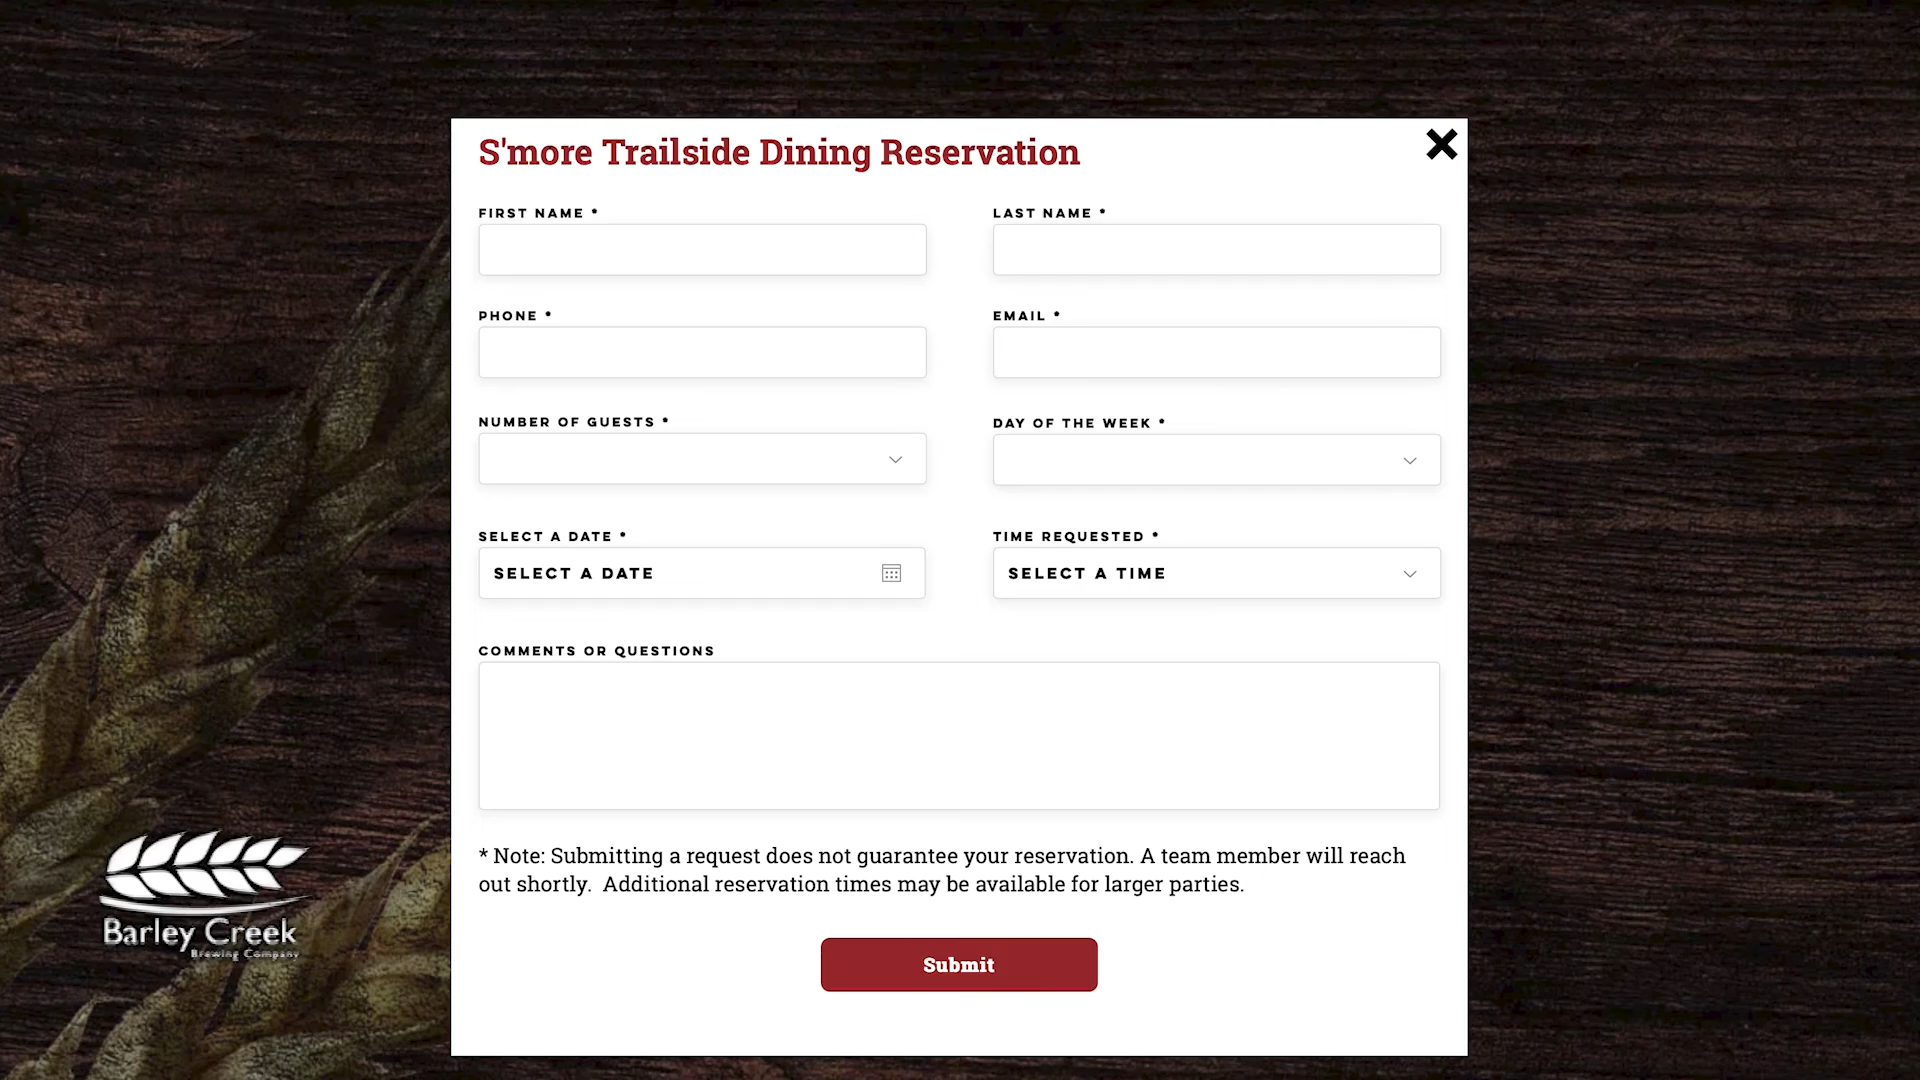 S'more Trailside Dining Reservation
FIRST NAME *
LAST NAME *
PHONE *
EMAIL *
NUMBER OF GUESTS *
DAY OF THE WEEK *
SELECT A DATE *
TIME REQUESTED *
SELECT A DATE
SELECT A TIME
COMMENTS OR QUESTIONS
* Note: Submitting a request does not guarantee your reservation. A team member will reach
out shortly.  Additional reservation times may be available for larger parties.
Submit
Barley Creek
Brewing Company